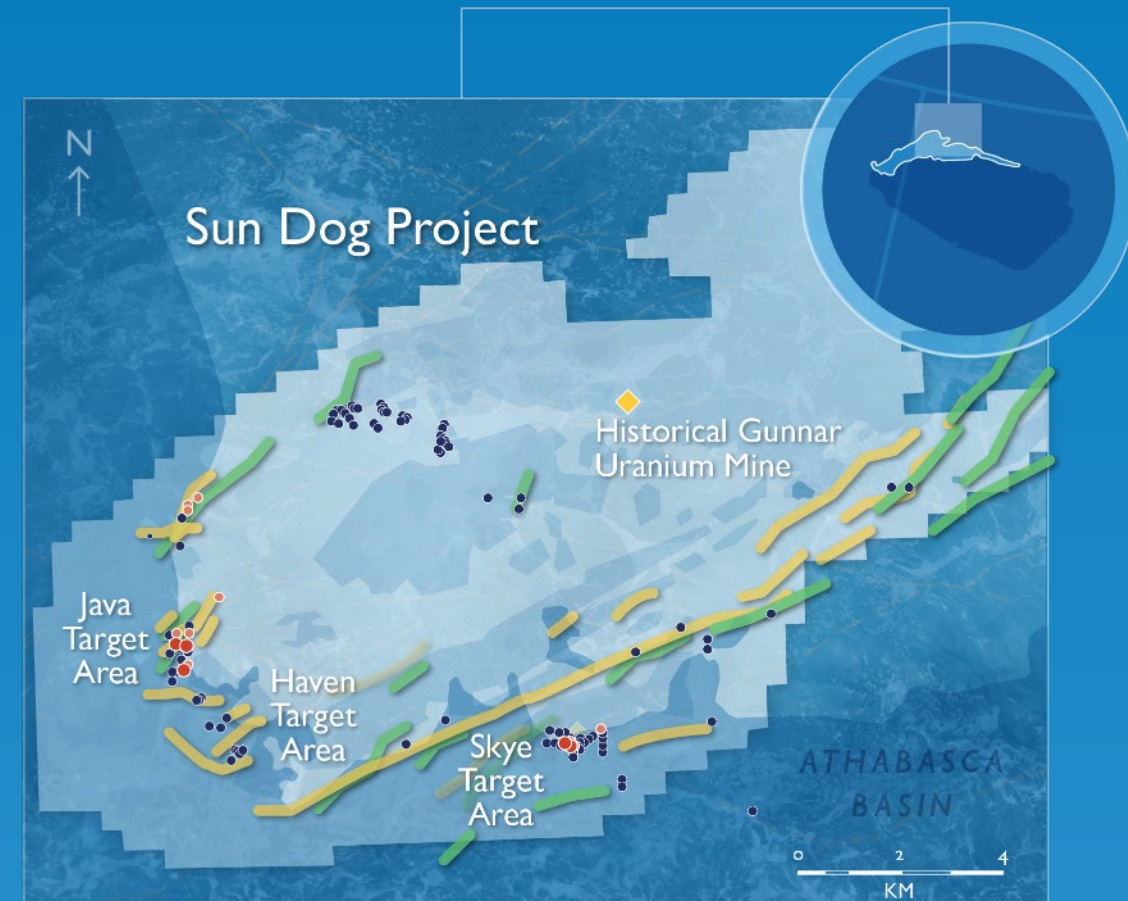 N
Sun Dog Project
Historical Gunnar
Uranium Mine
Java
Target
Area
Haven
Target
Area
Skye
Target
Area
ATHABASCA
BASIN
0 2 4
KM